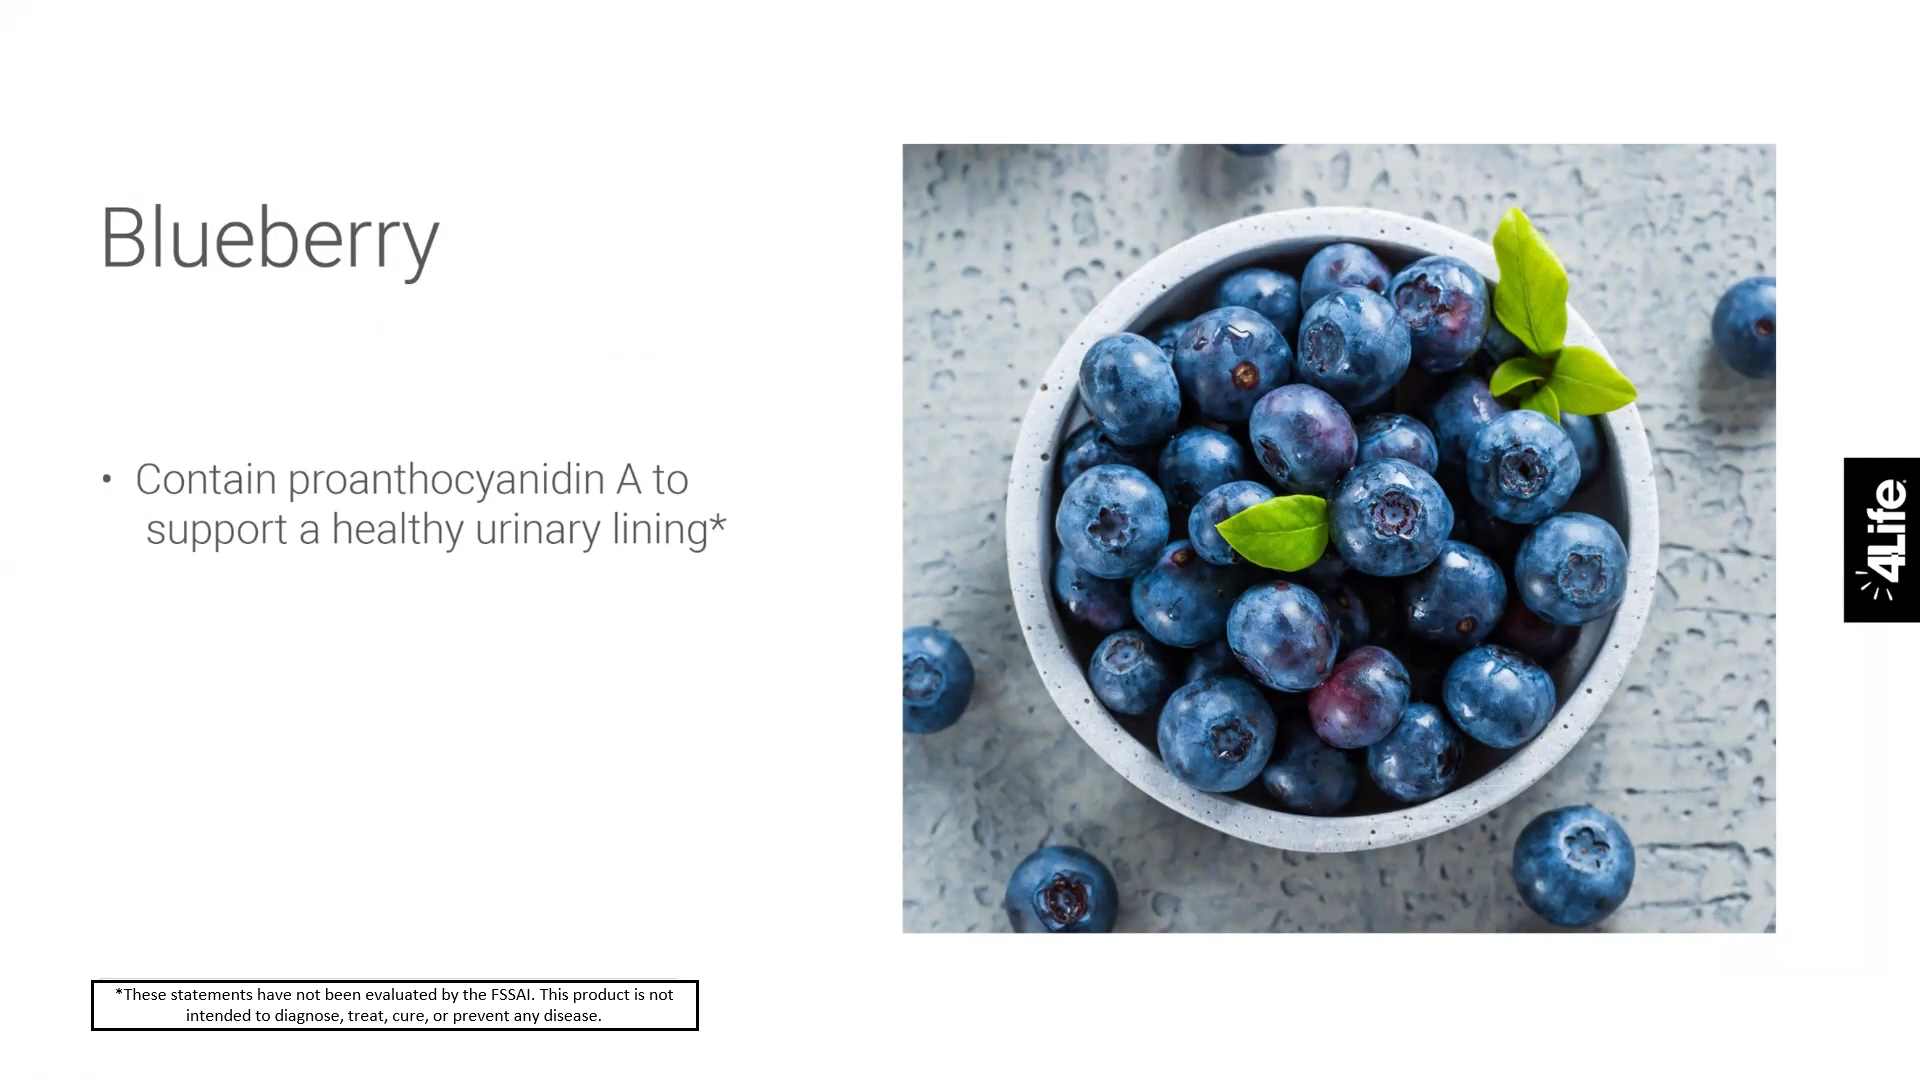 Blueberry
• Contain proanthocyanidin A to
support a healthy urinary lining*
4Life
*These statements have not been evaluated by the FSSAI. This product is not
intended to diagnose, treat, cure, or prevent any disease.